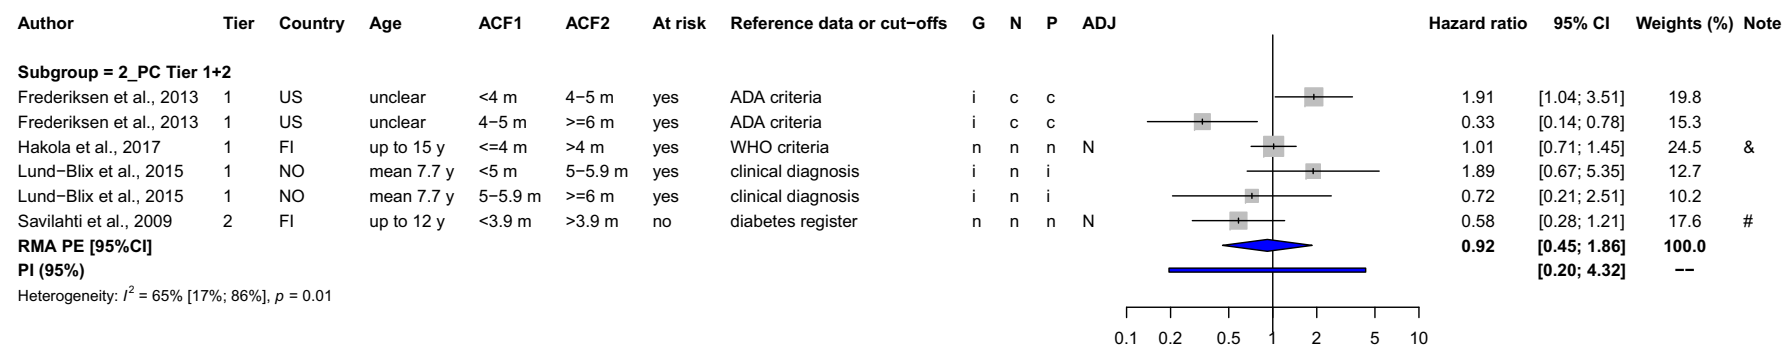 Author Tier Country Age ACF1 ACF2 At risk Reference data or cut−offs G N P ADJ Hazard ratio 95% CI Weights (%) Note
Subgroup = 2_PC Tier 1+2
Frederiksen et al., 2013 1 US unclear <4 m 4−5 m yes ADA criteria i c c 1.91 [1.04; 3.51] 19.8
Frederiksen et al., 2013 1 US unclear 4−5 m >=6 m yes ADA criteria i c c 0.33 [0.14; 0.78] 15.3
Hakola et al., 2017 1 FI up to 15 y <=4 m >4 m yes WHO criteria n n n N 1.01 [0.71; 1.45] 24.5 &
Lund−Blix et al., 2015 1 NO mean 7.7 y <5 m 5−5.9 m yes clinical diagnosis i n i 1.89 [0.67; 5.35] 12.7
Lund−Blix et al., 2015 1 NO mean 7.7 y 5−5.9 m >=6 m yes clinical diagnosis i n i 0.72 [0.21; 2.51] 10.2
Savilahti et al., 2009 2 FI up to 12 y <3.9 m >3.9 m no diabetes register n n n N 0.58 [0.28; 1.21] 17.6 #
RMA PE [95%CI] 0.92 [0.45; 1.86] 100.0
PI (95%) [0.20; 4.32] −−
Heterogeneity: I² = 65% [17%; 86%], p = 0.01
0.1 0.2 0.5 1 2 5 10